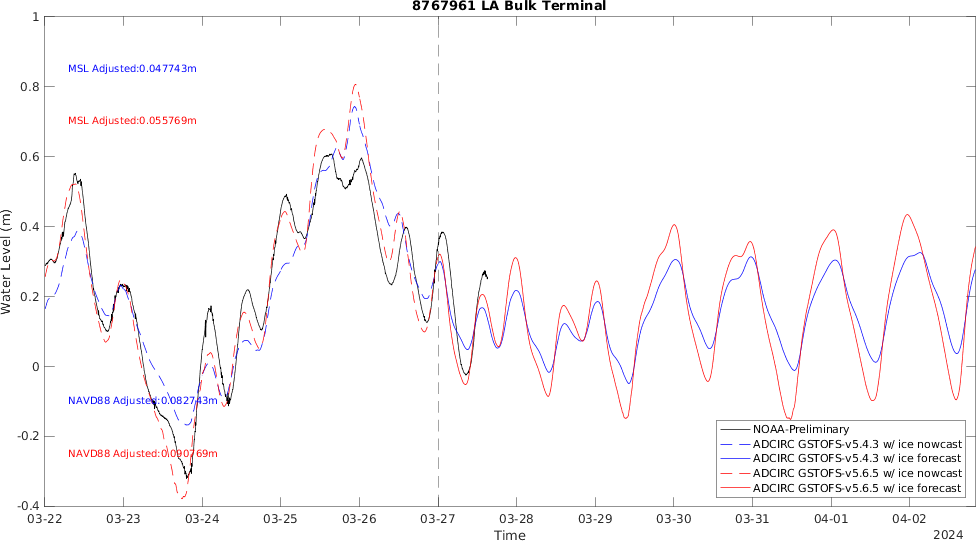 8767961 LA Bulk Terminal
1
0.8
0.6
0.4
0.2
0
-0.2
-0.4
Water Level (m)
MSL Adjusted:0.047743m
MSL Adjusted:0.055769m
NAVD88 Adjusted:0.082743m
NAVD88 Adjusted:0.090769m
NOAA-Preliminary
ADCIRC GSTOFS-v5.4.3 w/ ice nowcast
ADCIRC GSTOFS-v5.4.3 w/ ice forecast
ADCIRC GSTOFS-v5.6.5 w/ ice nowcast
ADCIRC GSTOFS-v5.6.5 w/ ice forecast
03-22 03-23 03-24 03-25 03-26 03-27 03-28 03-29 03-30 03-31 04-01 04-02
Time
2024